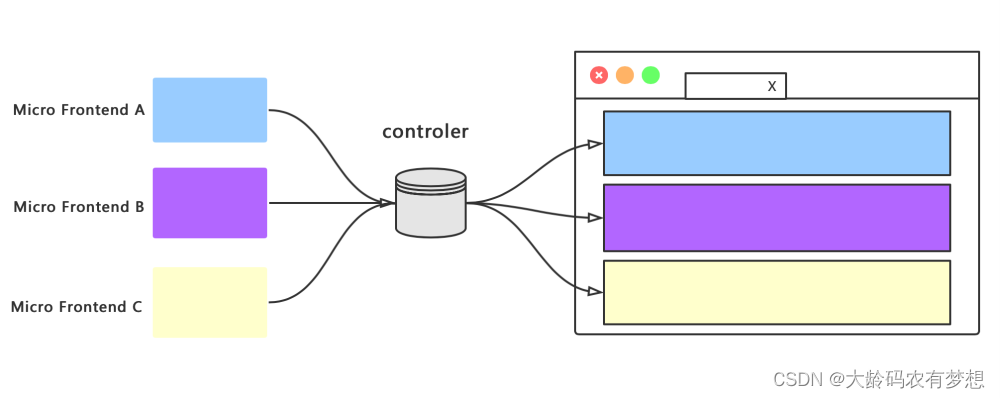 Micro Frontend A
controler
X
Micro Frontend B
Micro Frontend C
CSDN @大龄码农有梦想